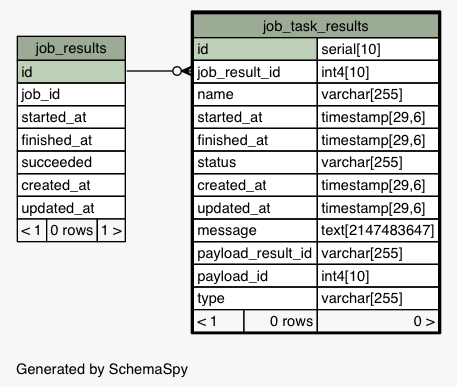 job_results
id
job_id
started_at
finished_at
succeeded
created_at
updated_at
< 1 0 rows 1 >
job_task_results
id serial[10]
job_result_id int4[10]
name varchar[255]
started_at timestamp[29,6]
finished_at timestamp[29,6]
status varchar[255]
created_at timestamp[29,6]
updated_at timestamp[29,6]
message text[2147483647]
payload_result_id varchar[255]
payload_id int4[10]
type varchar[255]
< 1 0 rows 0 >
Generated by SchemaSpy